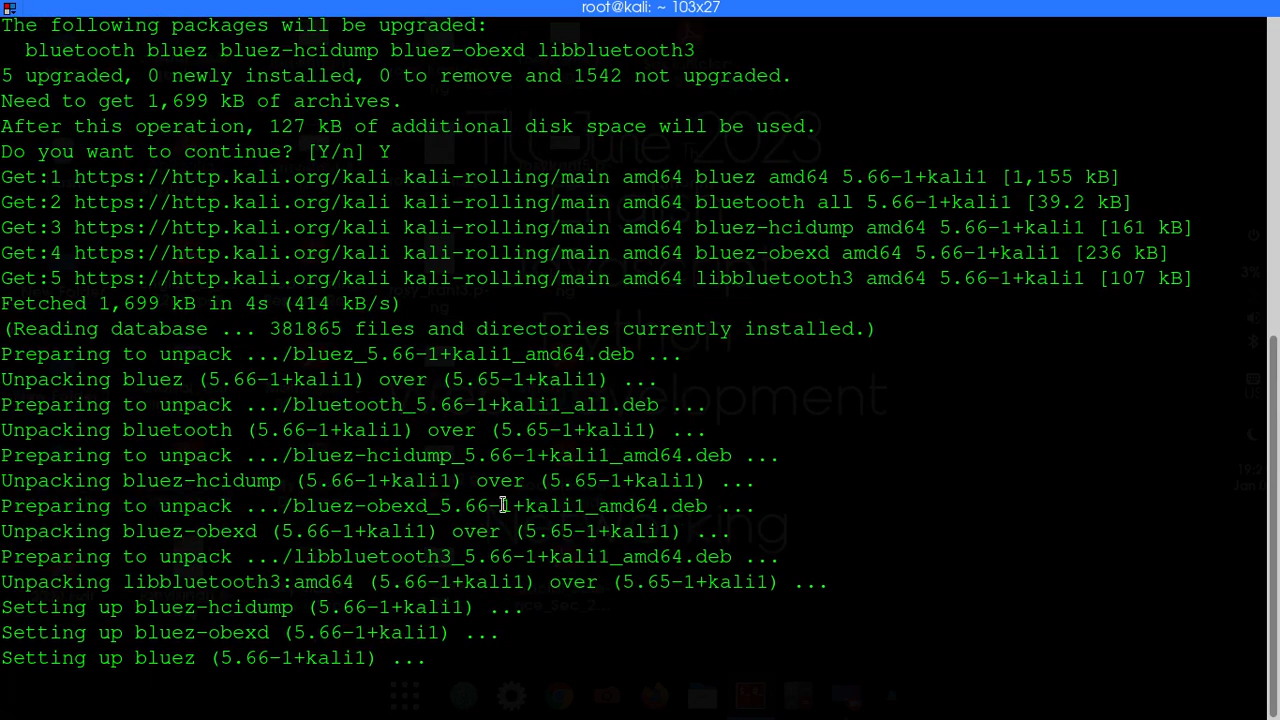 root@kali: ~ 103x27
The following packages will be upgraded:
  bluetooth bluez bluez-hcidump bluez-obexd libbluetooth3
5 upgraded, 0 newly installed, 0 to remove and 1542 not upgraded.
Need to get 1,699 kB of archives.
After this operation, 127 kB of additional disk space will be used.
Do you want to continue? [Y/n] Y
Get:1 https://http.kali.org/kali kali-rolling/main amd64 bluez amd64 5.66-1+kali1 [1,155 kB]
Get:2 https://http.kali.org/kali kali-rolling/main amd64 bluetooth all 5.66-1+kali1 [39.2 kB]
Get:3 https://http.kali.org/kali kali-rolling/main amd64 bluez-hcidump amd64 5.66-1+kali1 [161 kB]
Get:4 https://http.kali.org/kali kali-rolling/main amd64 bluez-obexd amd64 5.66-1+kali1 [236 kB]
Get:5 https://http.kali.org/kali kali-rolling/main amd64 libbluetooth3 amd64 5.66-1+kali1 [107 kB]
Fetched 1,699 kB in 4s (414 kB/s)
(Reading database ... 381865 files and directories currently installed.)
Preparing to unpack .../bluez_5.66-1+kali1_amd64.deb ...
Unpacking bluez (5.66-1+kali1) over (5.65-1+kali1) ...
Preparing to unpack .../bluetooth_5.66-1+kali1_all.deb ...
Unpacking bluetooth (5.66-1+kali1) over (5.65-1+kali1) ...
Preparing to unpack .../bluez-hcidump_5.66-1+kali1_amd64.deb ...
Unpacking bluez-hcidump (5.66-1+kali1) over (5.65-1+kali1) ...
Preparing to unpack .../bluez-obexd_5.66-1+kali1_amd64.deb ...
Unpacking bluez-obexd (5.66-1+kali1) over (5.65-1+kali1) ...
Preparing to unpack .../libbluetooth3_5.66-1+kali1_amd64.deb ...
Unpacking libbluetooth3:amd64 (5.66-1+kali1) over (5.65-1+kali1) ...
Setting up bluez-hcidump (5.66-1+kali1) ...
Setting up bluez-obexd (5.66-1+kali1) ...
Setting up bluez (5.66-1+kali1) ...